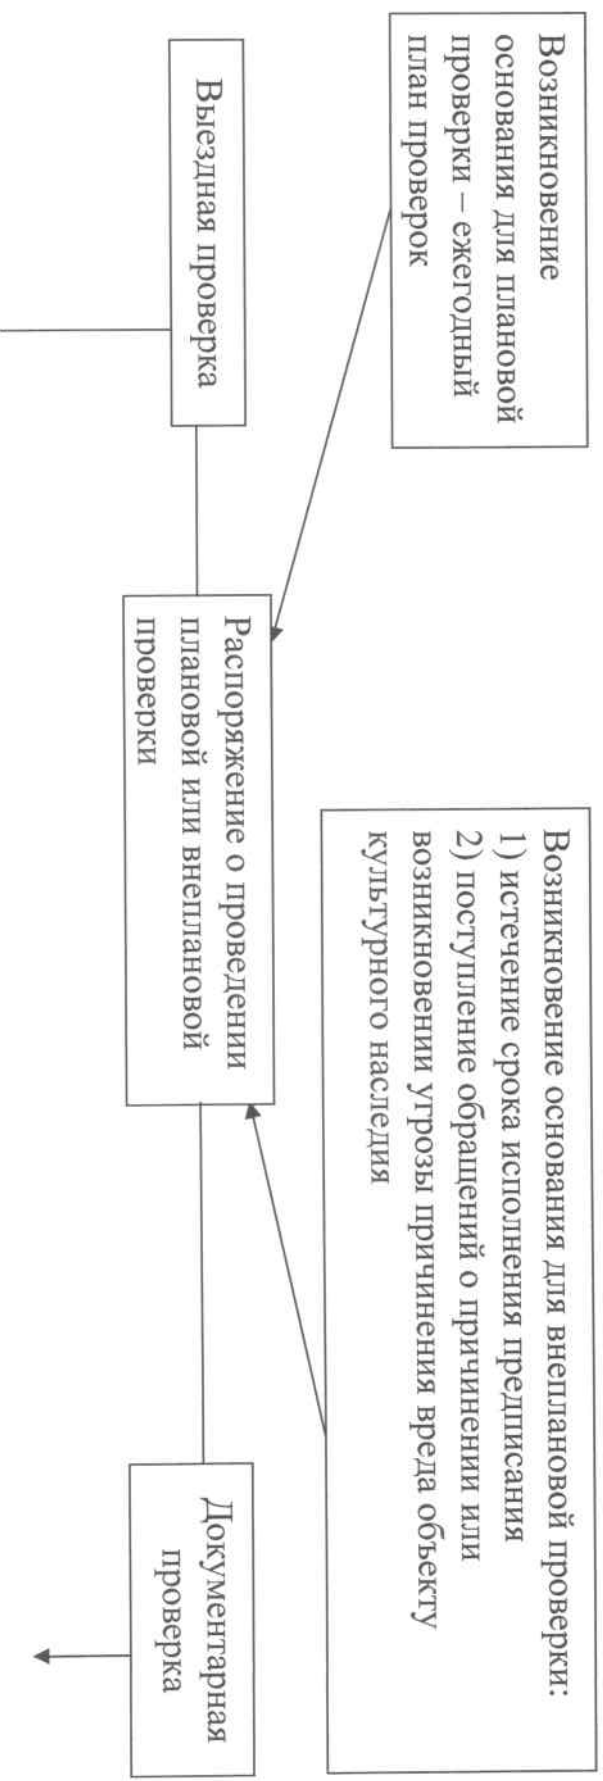 Возникновение
основания для плановой
проверки – ежегодный
план проверок
Возникновение основания для внеплановой проверки:
1) истечение срока исполнения предписания
2) поступление обращений о причинении или
возникновении угрозы причинения вреда объекту
культурного наследия
Выездная проверка
Распоряжение о проведении
плановой или внеплановой
проверки
Документарная
проверка